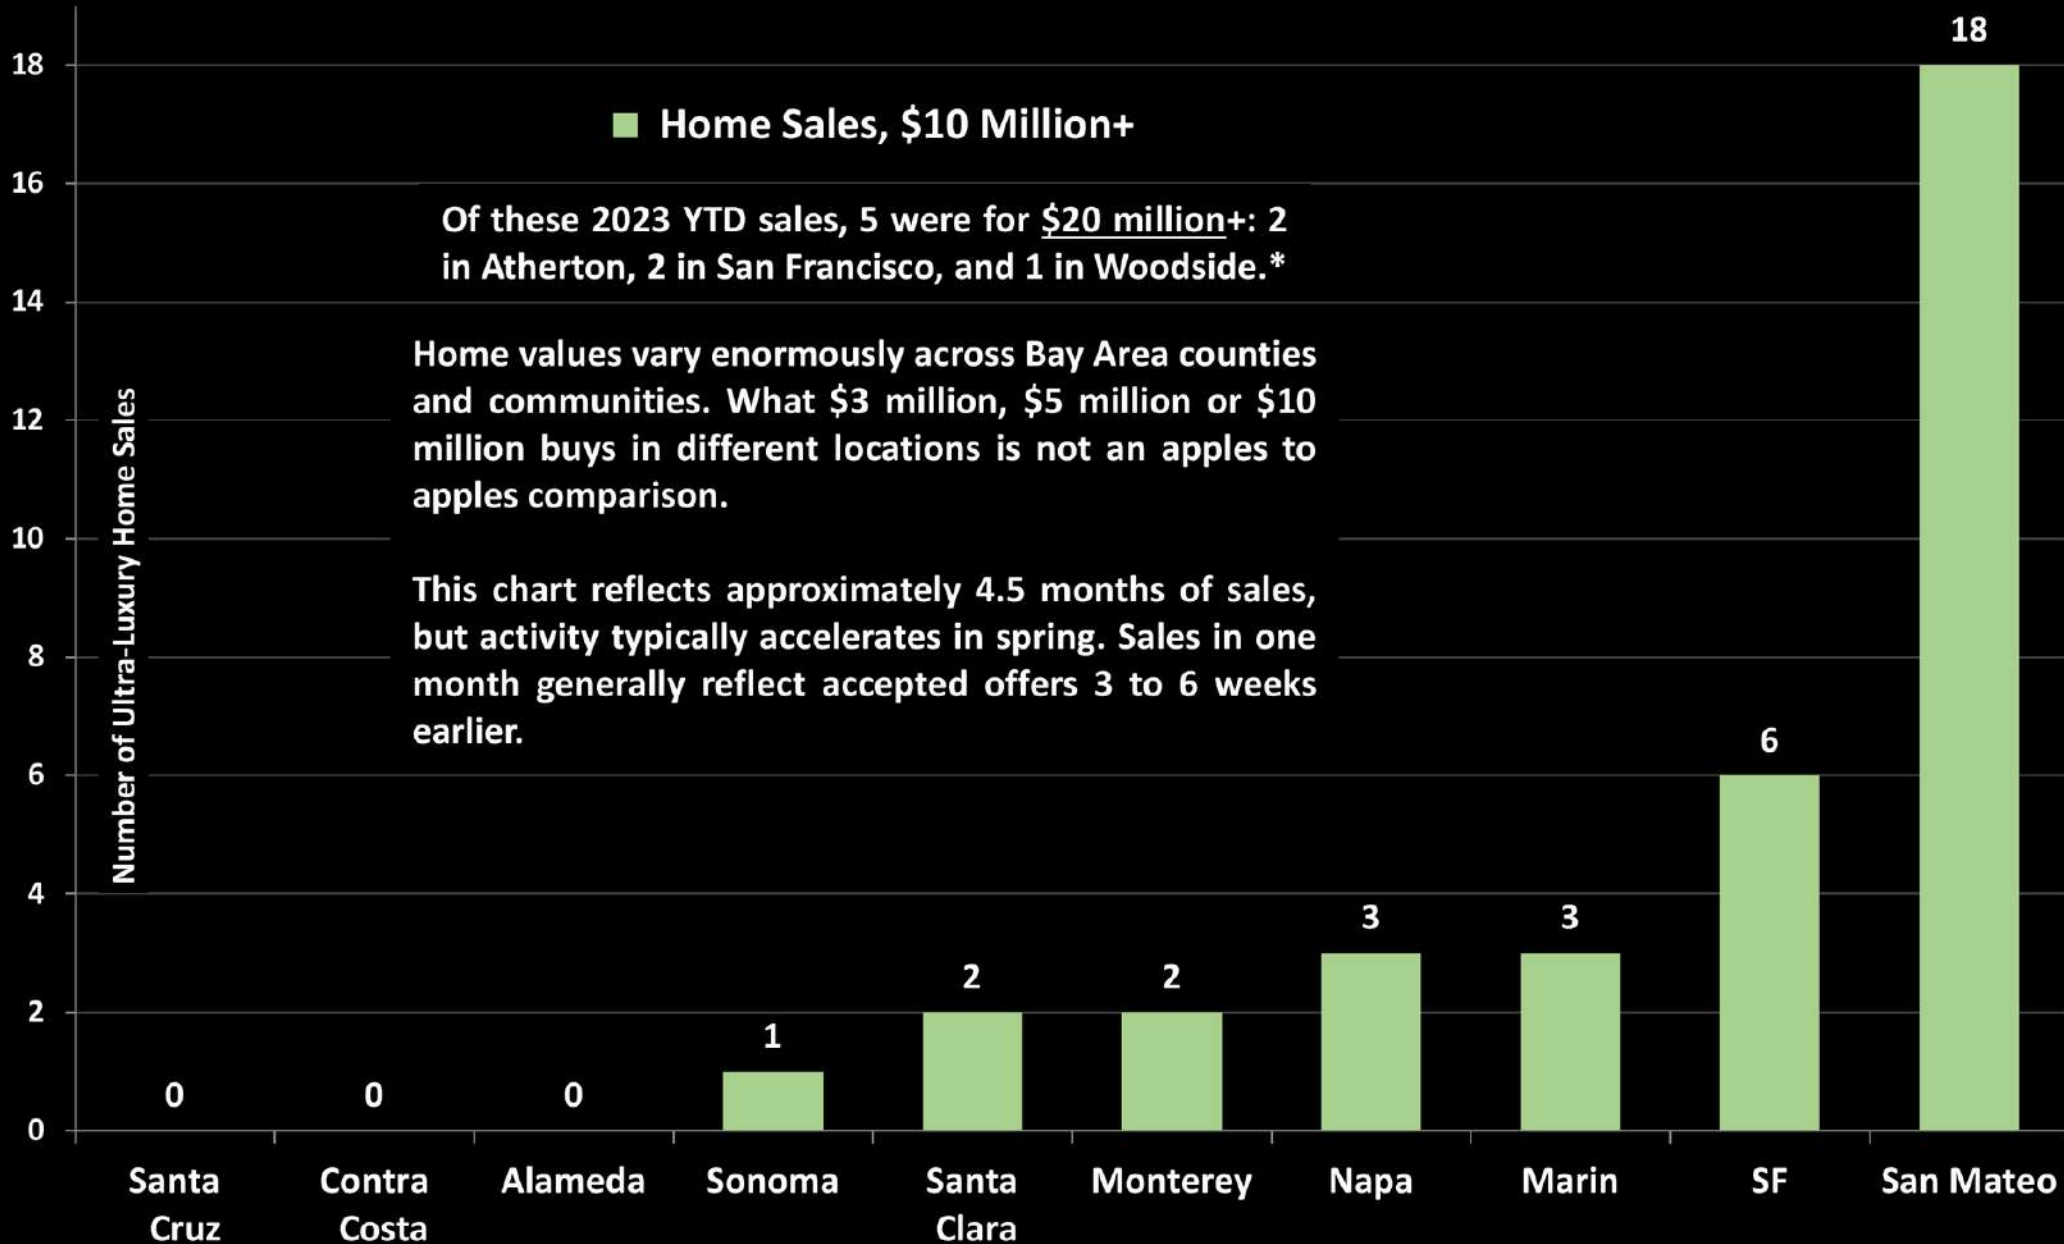 18
18
16
14
12
10
8
6
4
2
0
Number of Ultra-Luxury Home Sales
Home Sales, $10 Million+
Of these 2023 YTD sales, 5 were for $20 million+: 2
in Atherton, 2 in San Francisco, and 1 in Woodside.*
Home values vary enormously across Bay Area counties
and communities. What $3 million, $5 million or $10
million buys in different locations is not an apples to
apples comparison.
This chart reflects approximately 4.5 months of sales,
but activity typically accelerates in spring. Sales in one
month generally reflect accepted offers 3 to 6 weeks
earlier.
0
0
0
1
2
2
3
3
6
Santa
Cruz
Contra
Costa
Alameda
Sonoma
Santa
Clara
Monterey
Napa
Marin
SF
San Mateo